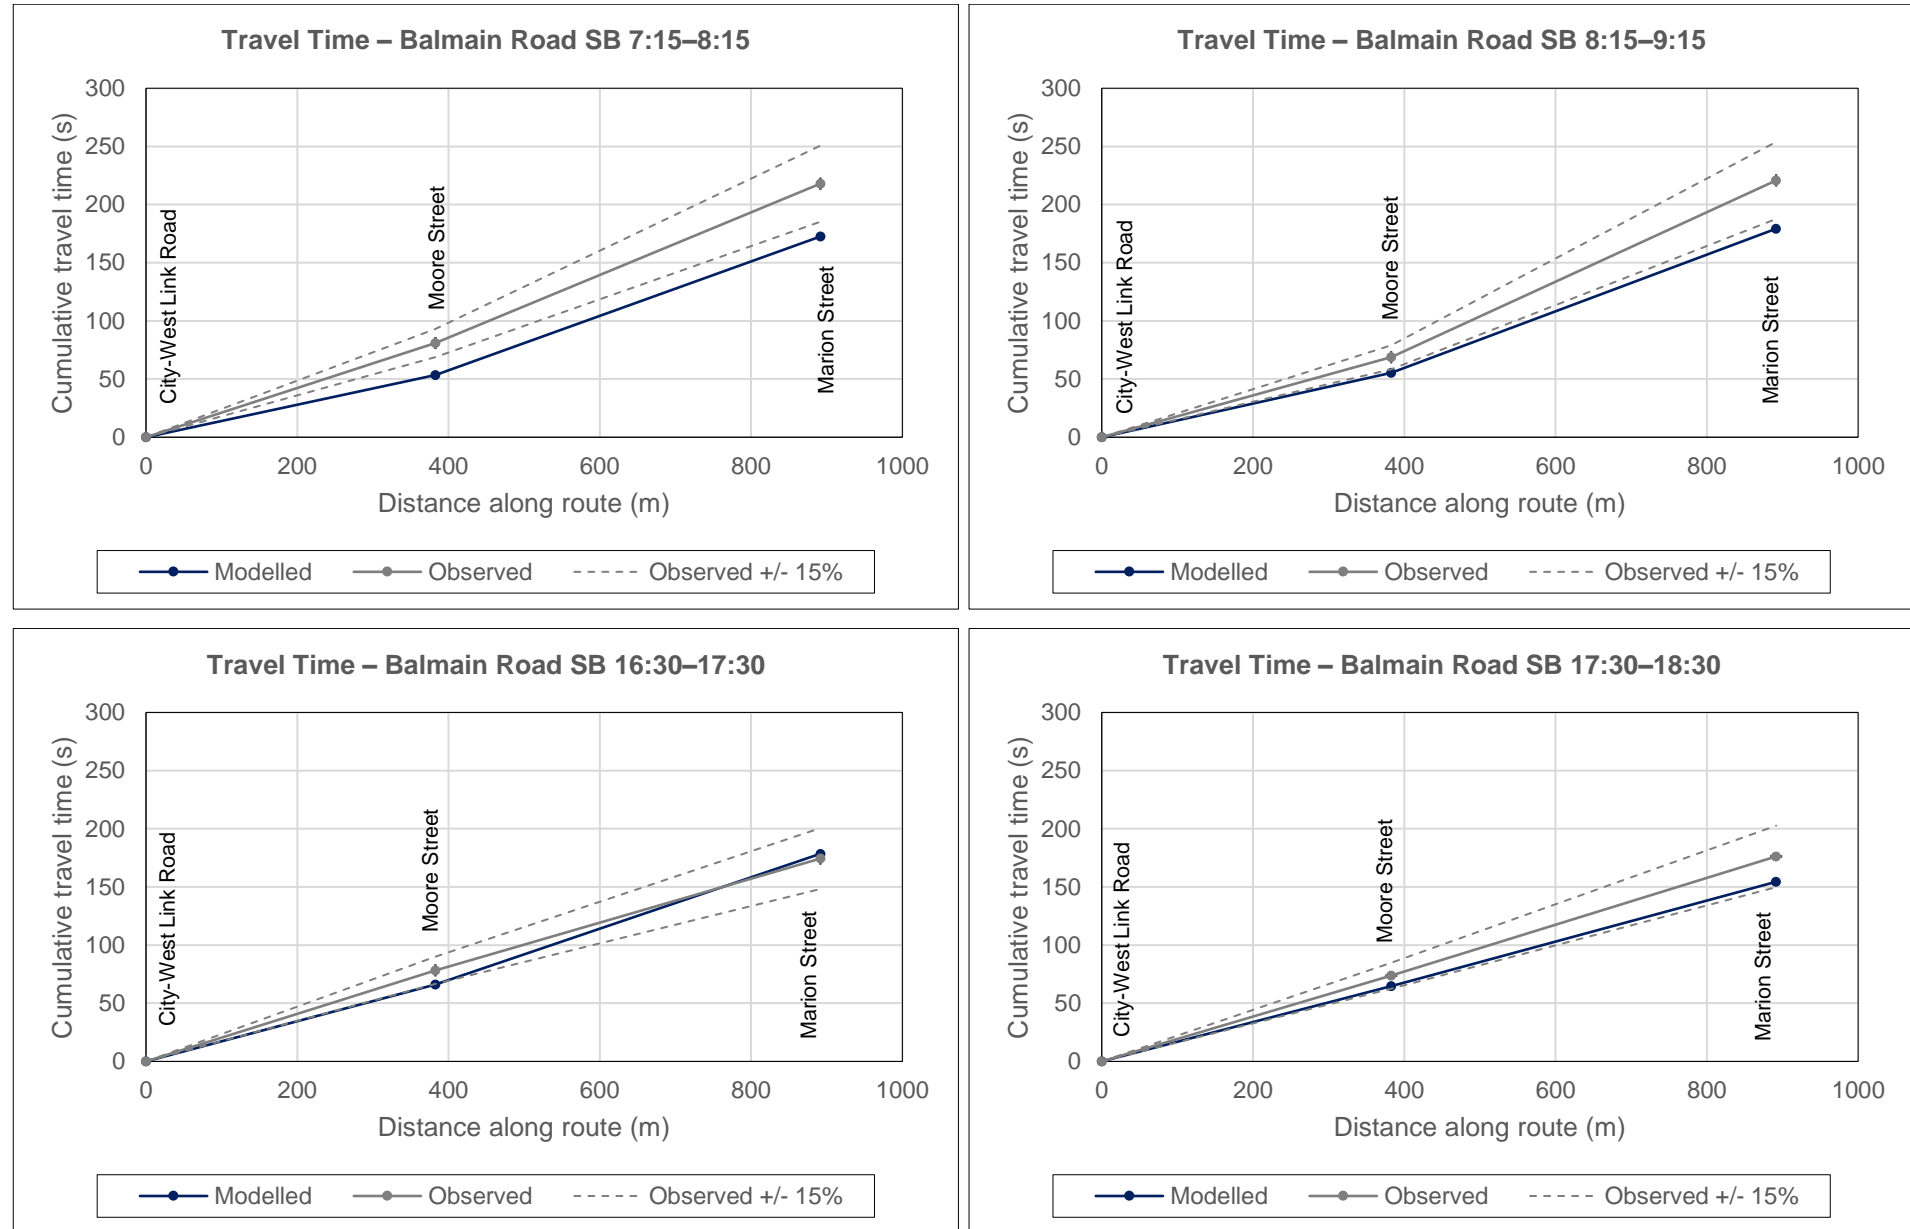 Travel Time – Balmain Road SB 7:15–8:15
Cumulative travel time (s)
300
250
200
150
100
50
0
City-West Link Road
Moore Street
Marion Street
0 200 400 600 800 1000
Distance along route (m)
Modelled Observed Observed +/- 15%
Travel Time – Balmain Road SB 8:15–9:15
Cumulative travel time (s)
300
250
200
150
100
50
0
City-West Link Road
Moore Street
Marion Street
0 200 400 600 800 1000
Distance along route (m)
Modelled Observed Observed +/- 15%
Travel Time – Balmain Road SB 16:30–17:30
Cumulative travel time (s)
300
250
200
150
100
50
0
City-West Link Road
Moore Street
Marion Street
0 200 400 600 800 1000
Distance along route (m)
Modelled Observed Observed +/- 15%
Travel Time – Balmain Road SB 17:30–18:30
Cumulative travel time (s)
300
250
200
150
100
50
0
City-West Link Road
Moore Street
Marion Street
0 200 400 600 800 1000
Distance along route (m)
Modelled Observed Observed +/- 15%